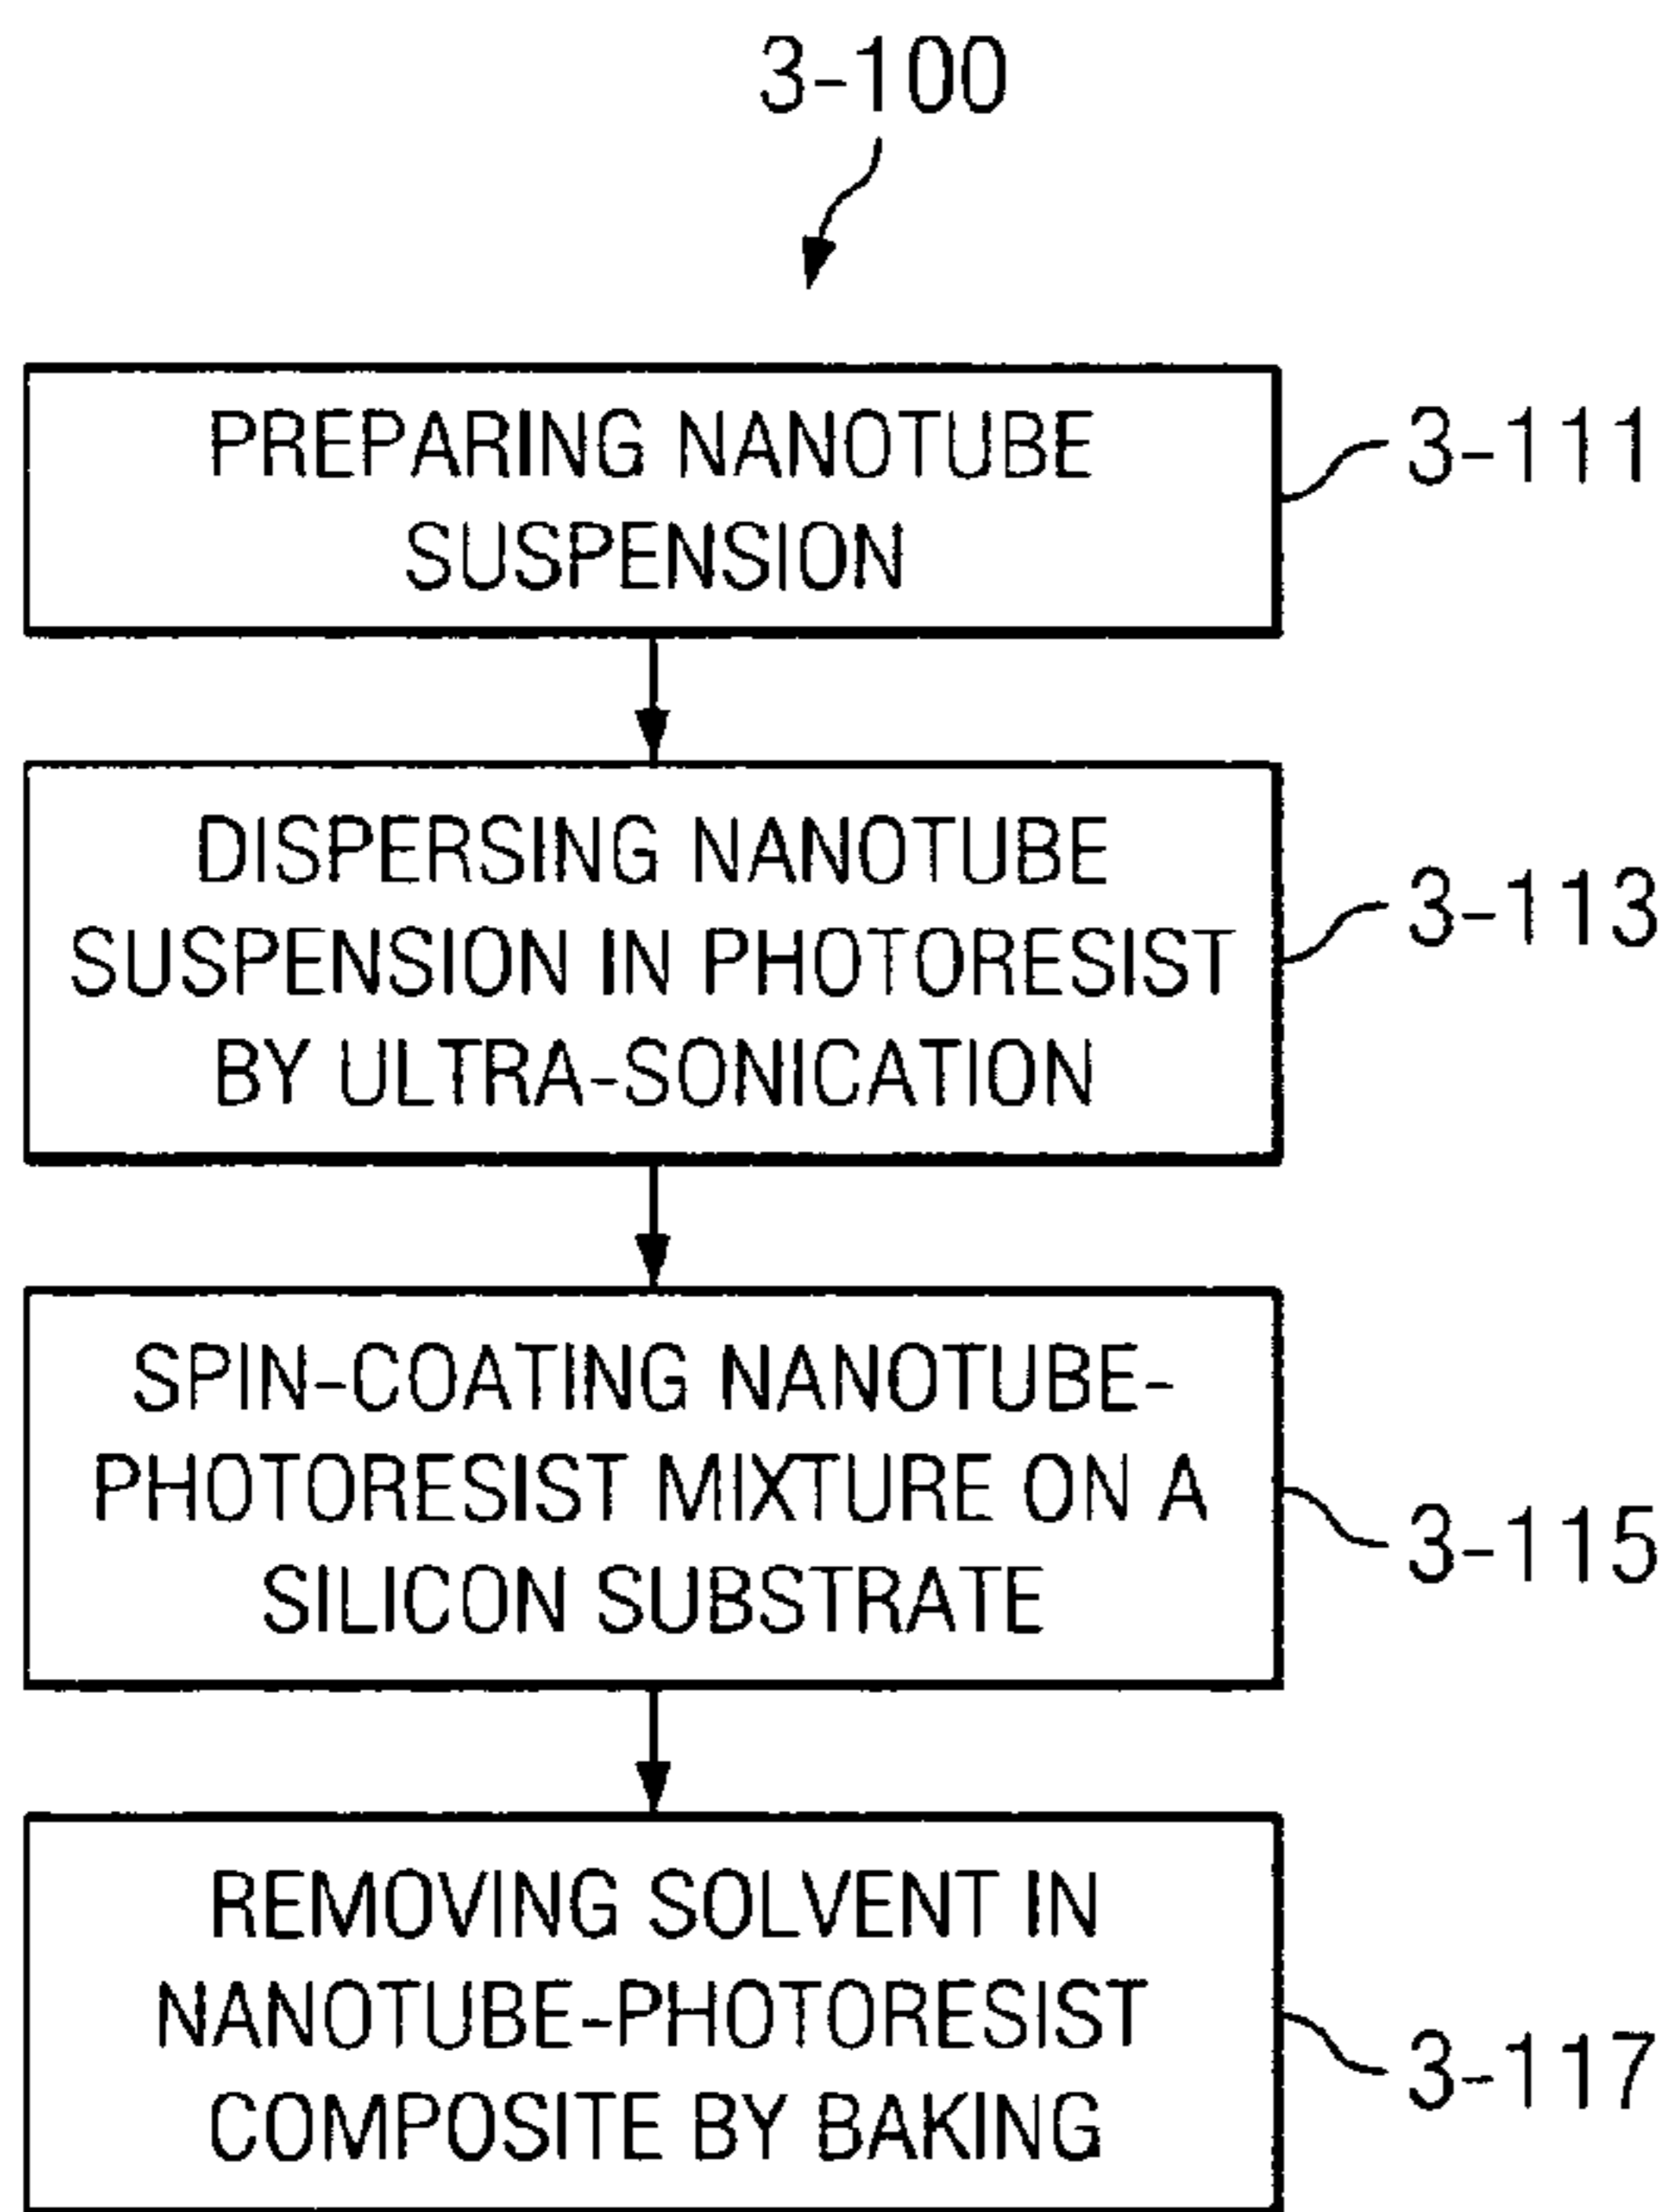 3-100
PREPARING NANOTUBE
SUSPENSION
3-111
DISPERSING NANOTUBE
SUSPENSION IN PHOTORESIST
BY ULTRA-SONICATION
3-113
SPIN-COATING NANOTUBE-
PHOTORESIST MIXTURE ON A
SILICON SUBSTRATE
3-115
REMOVING SOLVENT IN
NANOTUBE-PHOTORESIST
COMPOSITE BY BAKING
3-117